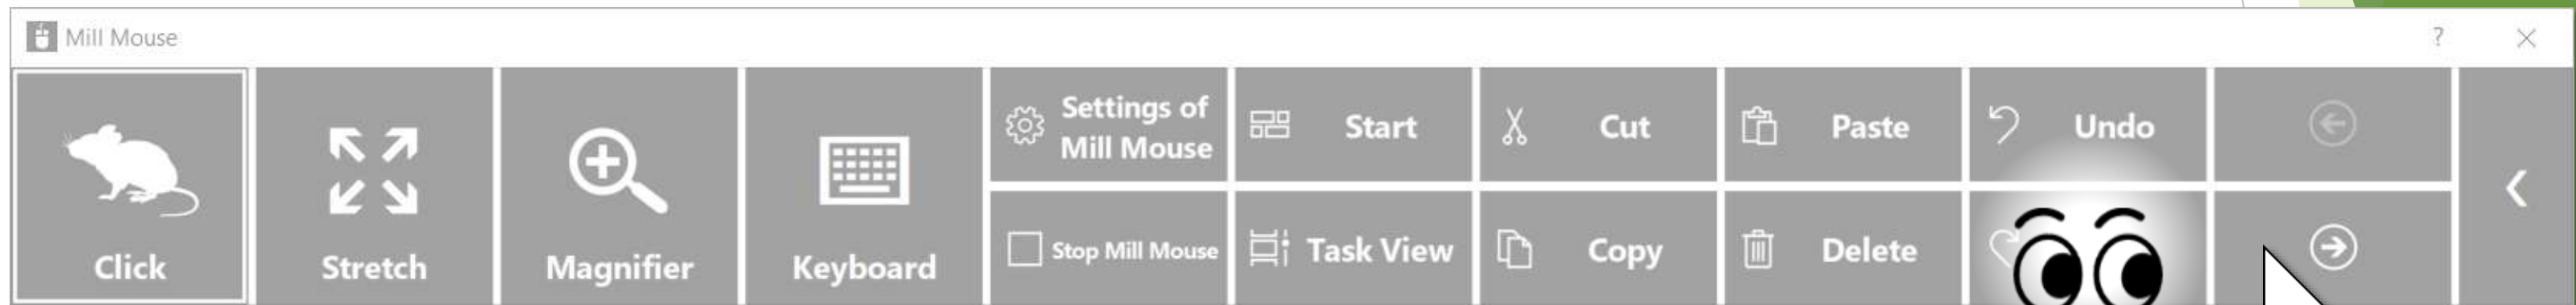 Mill Mouse
?
Click
Stretch
Magnifier
Keyboard
Settings of
Mill Mouse
Stop Mill Mouse
Start
Task View
Cut
Copy
Paste
Delete
Undo